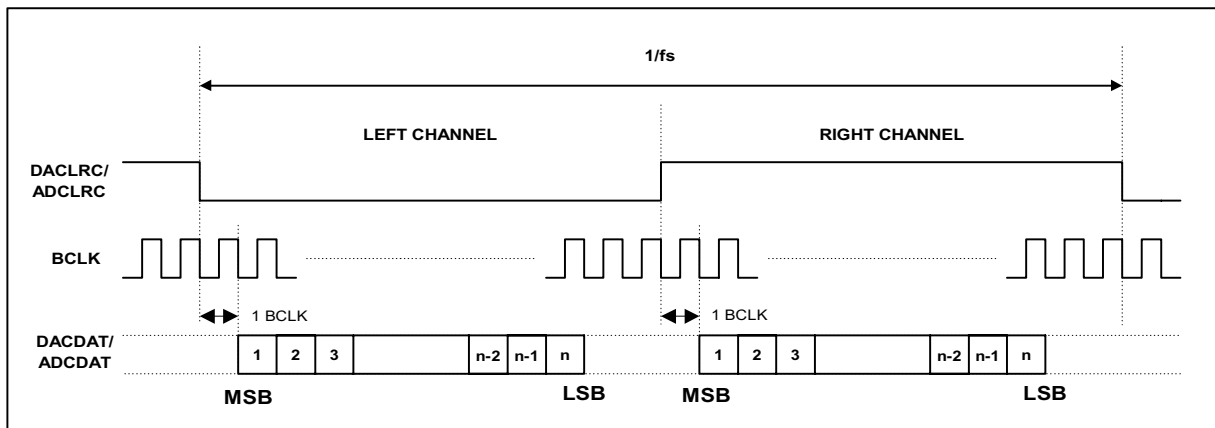 1/fs
LEFT CHANNEL
RIGHT CHANNEL
DACLRC/
ADCLRC
BCLK
1 BCLK
1 BCLK
DACDAT/
ADCDAT
1 2 3 n-2 n-1 n
1 2 3 n-2 n-1 n
MSB
LSB
MSB
LSB